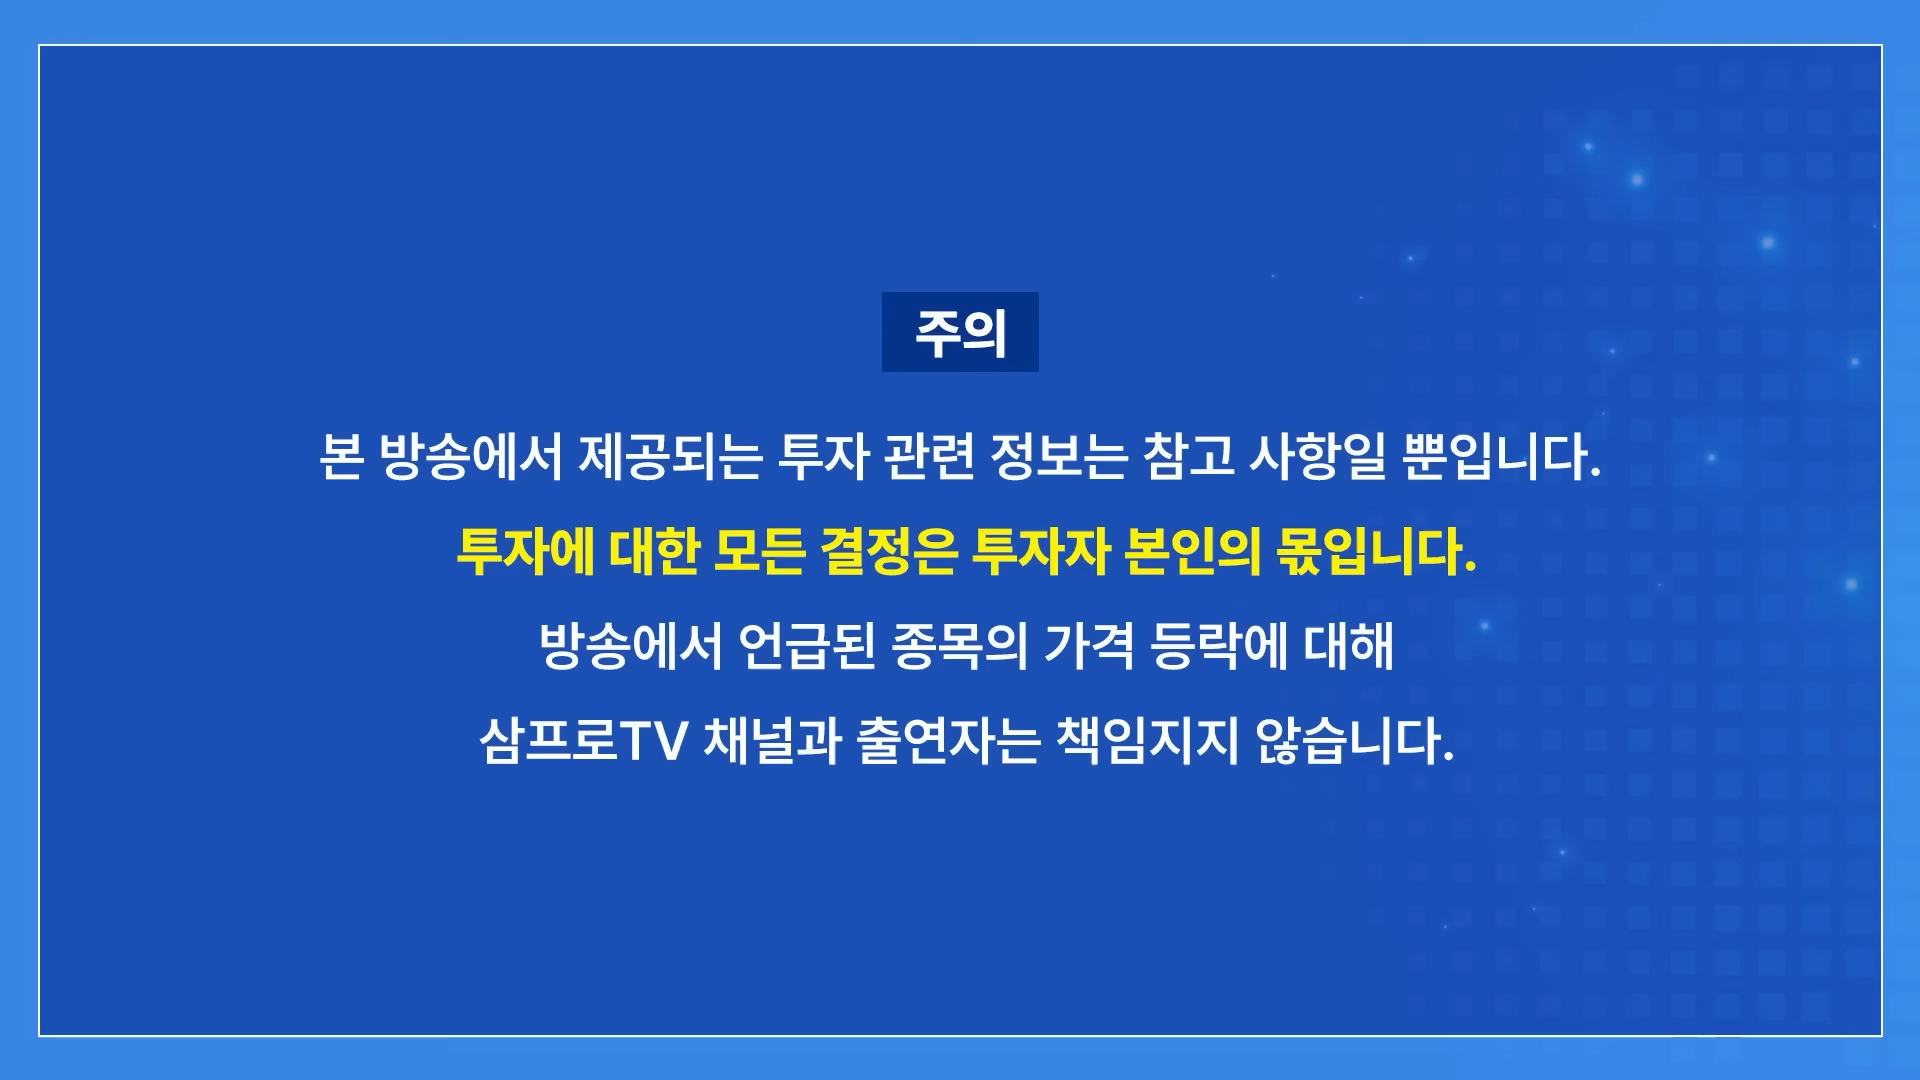 주의
본 방송에서 제공되는 투자 관련 정보는 참고 사항일 뿐입니다.
투자에 대한 모든 결정은 투자자 본인의 몫입니다.
방송에서 언급된 종목의 가격 등락에 대해
삼프로TV 채널과 출연자는 책임지지 않습니다.